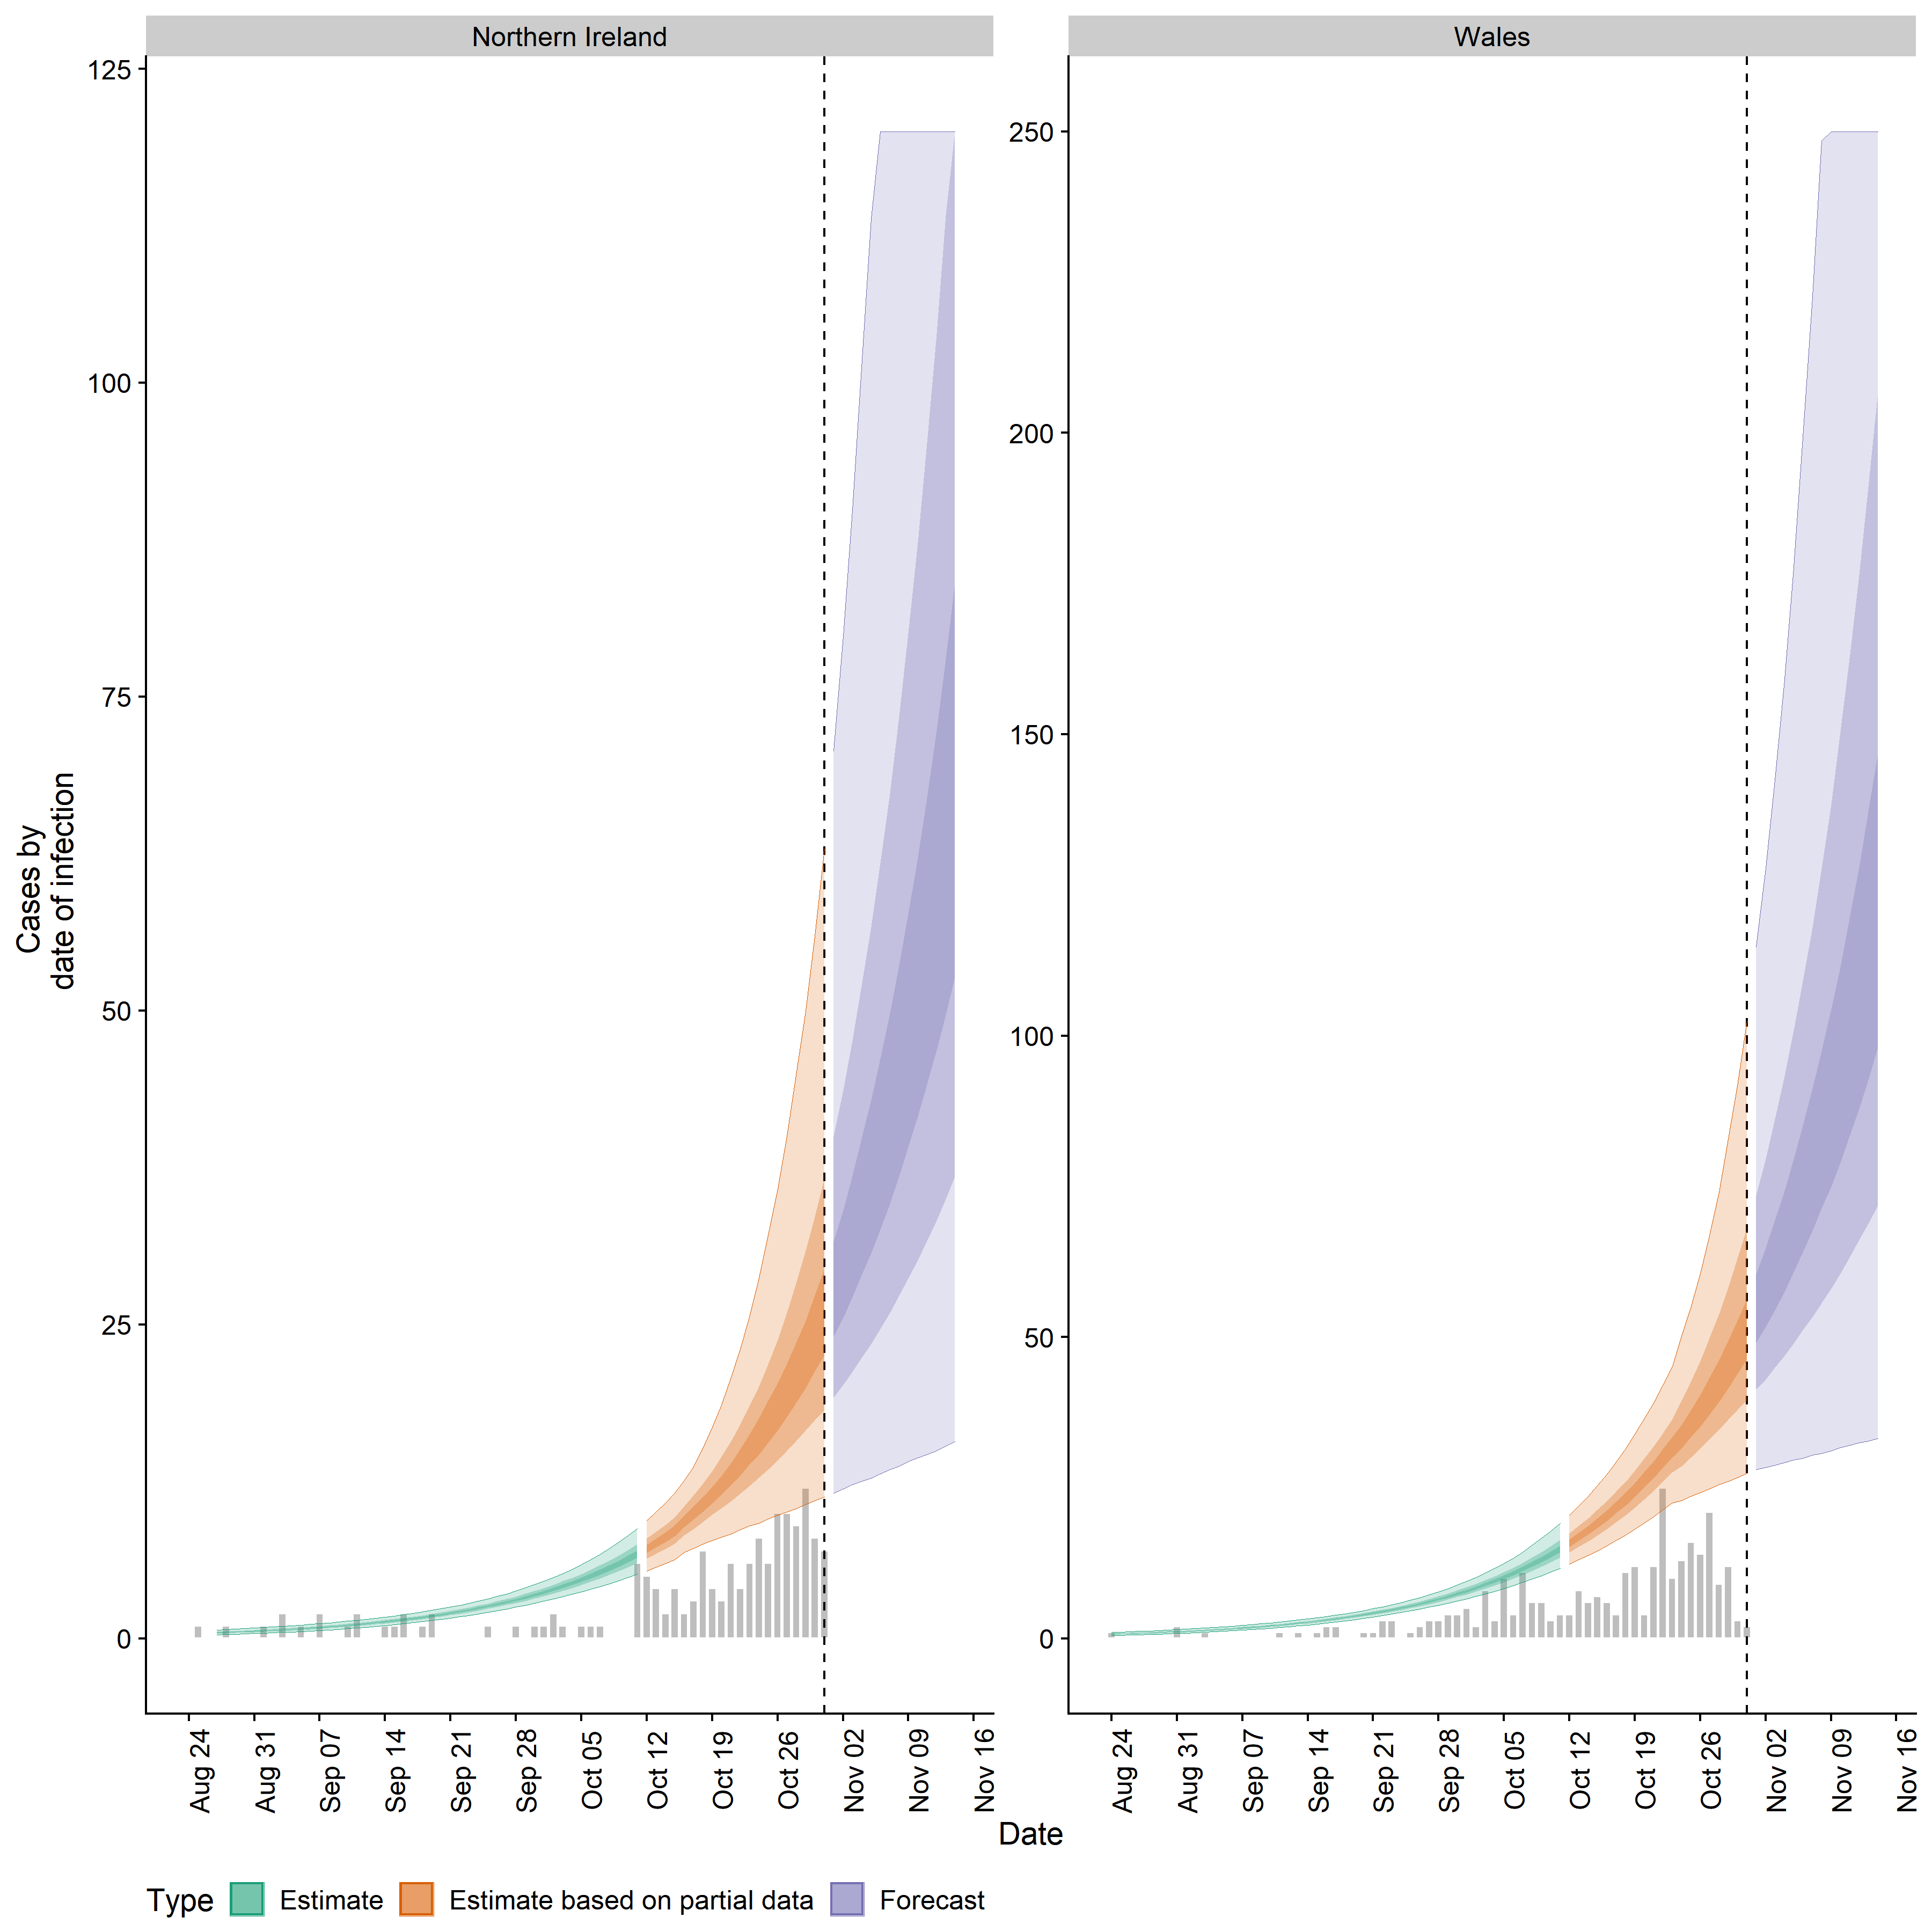 Northern Ireland
Wales
Cases by
date of infection
125
100
75
50
25
0
250
200
150
100
50
0
Aug 24
Aug 31
Sep 07
Sep 14
Sep 21
Sep 28
Oct 05
Oct 12
Oct 19
Oct 26
Nov 02
Nov 09
Nov 16
Aug 24
Aug 31
Sep 07
Sep 14
Sep 21
Sep 28
Oct 05
Oct 12
Oct 19
Oct 26
Nov 02
Nov 09
Nov 16
Date
Type Estimate Estimate based on partial data Forecast